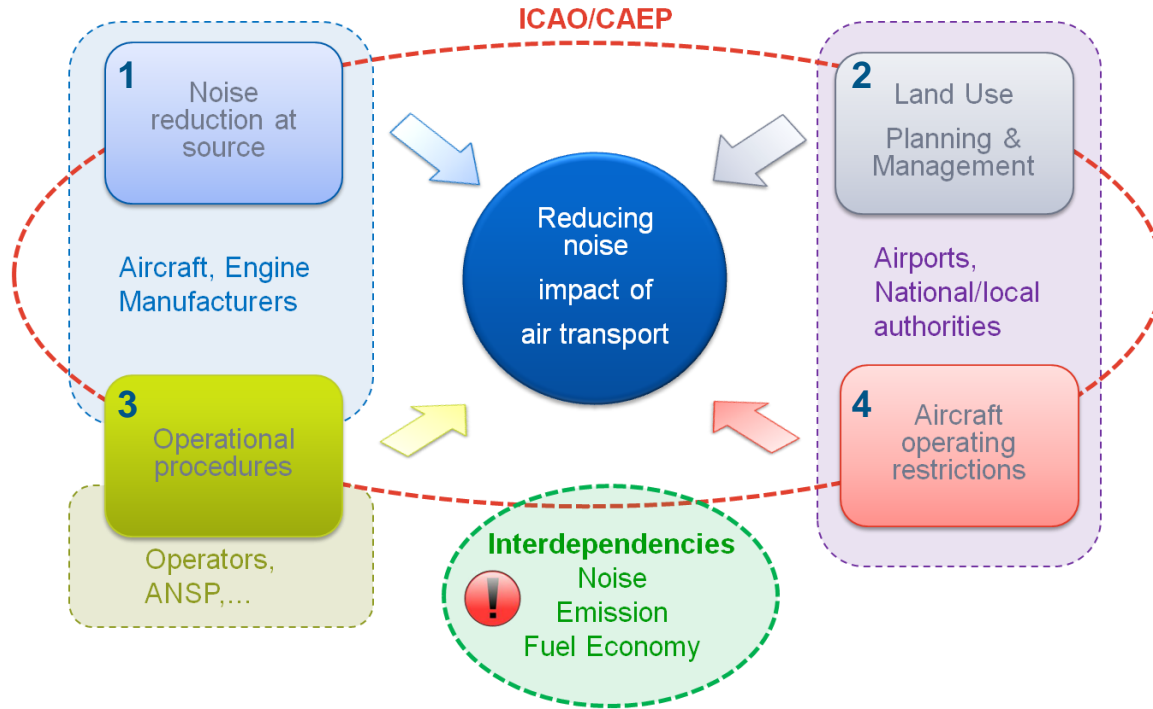 ICAO/CAEP
1
Noise
reduction at
source
Aircraft, Engine
Manufacturers
2
Land Use
Planning &
Management
Airports,
National/local
authorities
Reducing
noise
impact of
air transport
3
Operational
procedures
Operators,
ANSP,...
4
Aircraft
operating
restrictions
Interdependencies
Noise
!
Emission
Fuel Economy